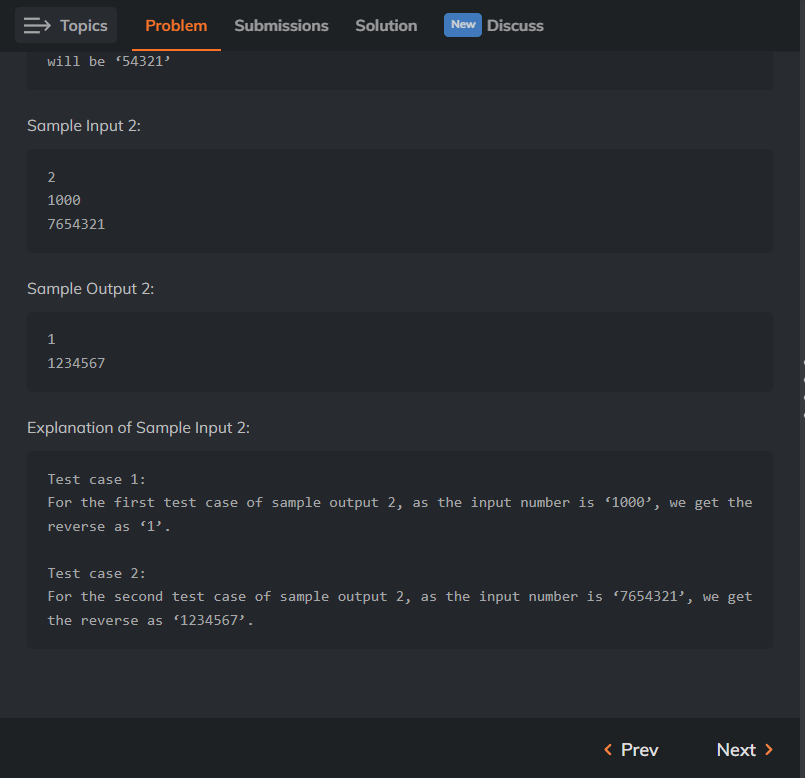 Topics Problem Submissions Solution New Discuss
will be ‘54321’
Sample Input 2:
2
1000
7654321
Sample Output 2:
1
1234567
Explanation of Sample Input 2:
Test case 1:
For the first test case of sample output 2, as the input number is ‘1000’, we get the
reverse as ‘1’.
Test case 2:
For the second test case of sample output 2, as the input number is ‘7654321’, we get
the reverse as ‘1234567’.
Prev Next